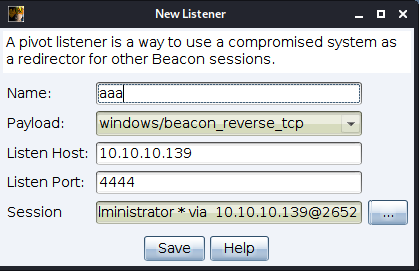 New Listener
A pivot listener is a way to use a compromised system as
a redirector for other Beacon sessions.
Name: aaa
Payload: windows/beacon_reverse_tcp
Listen Host: 10.10.10.139
Listen Port: 4444
Session lministrator * via 10.10.10.139@2652 ...
Save Help